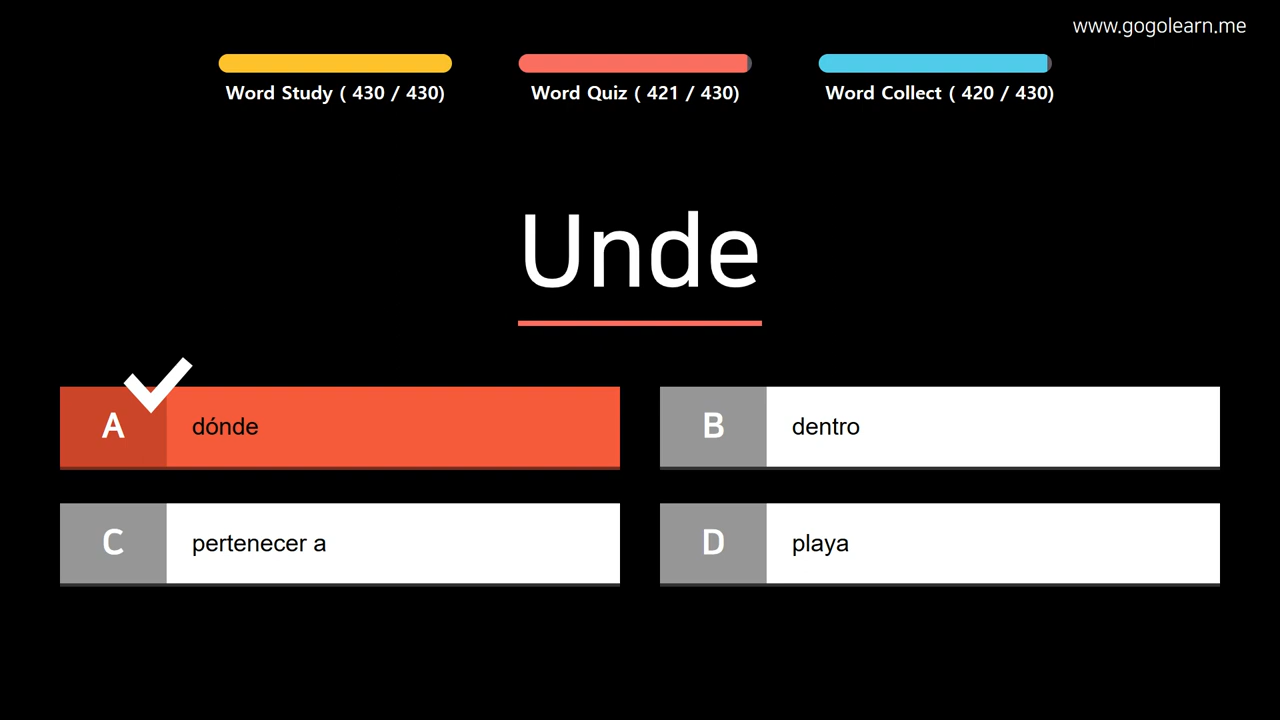 www.gogolearn.me
Word Study ( 430 / 430)
Word Quiz ( 421 / 430)
Word Collect ( 420 / 430)
Unde
A dónde
B dentro
C pertenecer a
D playa